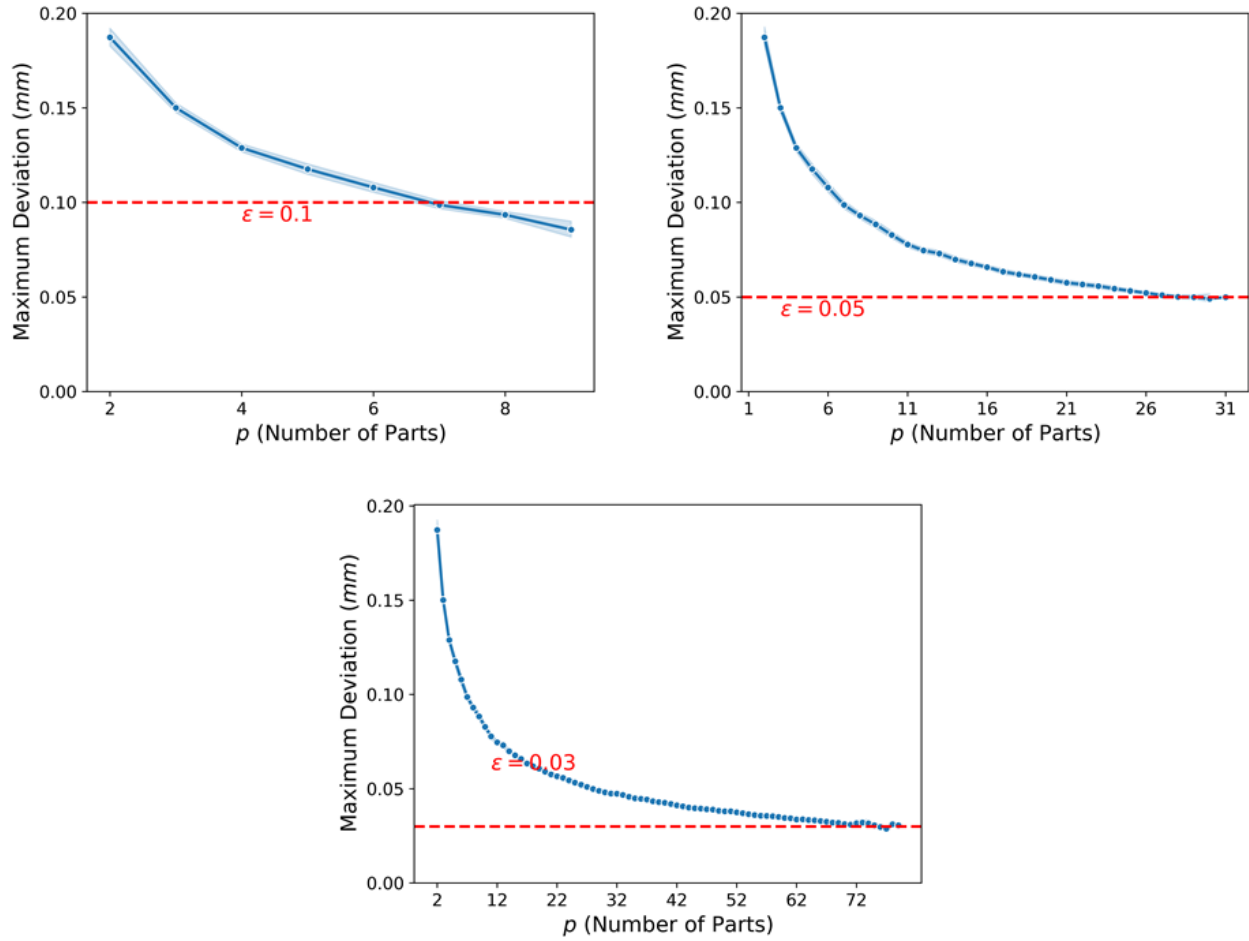 0.20
0.15
0.10
0.05
0.00
Maximum Deviation (mm)
ε = 0.1
2 4 6 8
p (Number of Parts)
0.20
0.15
0.10
0.05
0.00
Maximum Deviation (mm)
ε = 0.05
1 6 11 16 21 26 31
p (Number of Parts)
0.20
0.15
0.10
0.05
0.00
Maximum Deviation (mm)
ε = 0.03
2 12 22 32 42 52 62 72
p (Number of Parts)